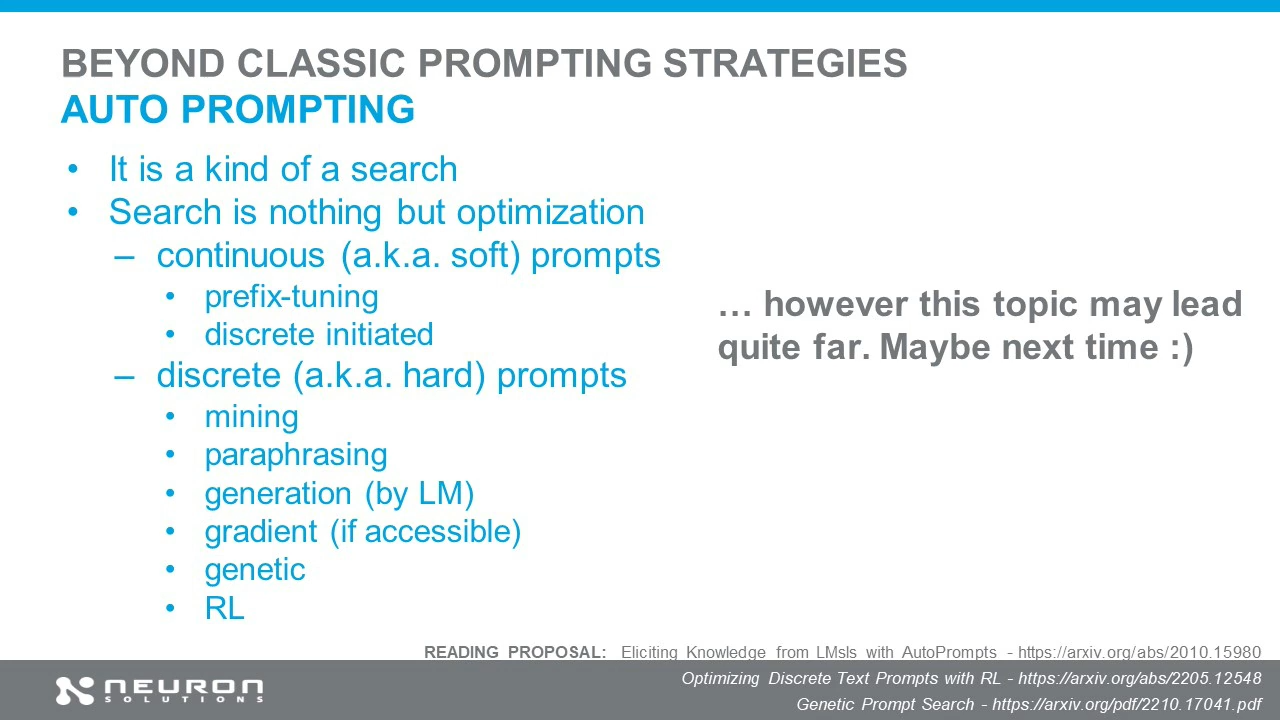 BEYOND CLASSIC PROMPTING STRATEGIES
AUTO PROMPTING
• It is a kind of a search
• Search is nothing but optimization
– continuous (a.k.a. soft) prompts
• prefix-tuning
• discrete initiated
– discrete (a.k.a. hard) prompts
• mining
• paraphrasing
• generation (by LM)
• gradient (if accessible)
• genetic
• RL
… however this topic may lead
quite far. Maybe next time :)
READING PROPOSAL: Eliciting Knowledge from LMsls with AutoPrompts - https://arxiv.org/abs/2010.15980
Optimizing Discrete Text Prompts with RL - https://arxiv.org/abs/2205.12548
Genetic Prompt Search - https://arxiv.org/pdf/2210.17041.pdf
NEURON
SOLUTIONS